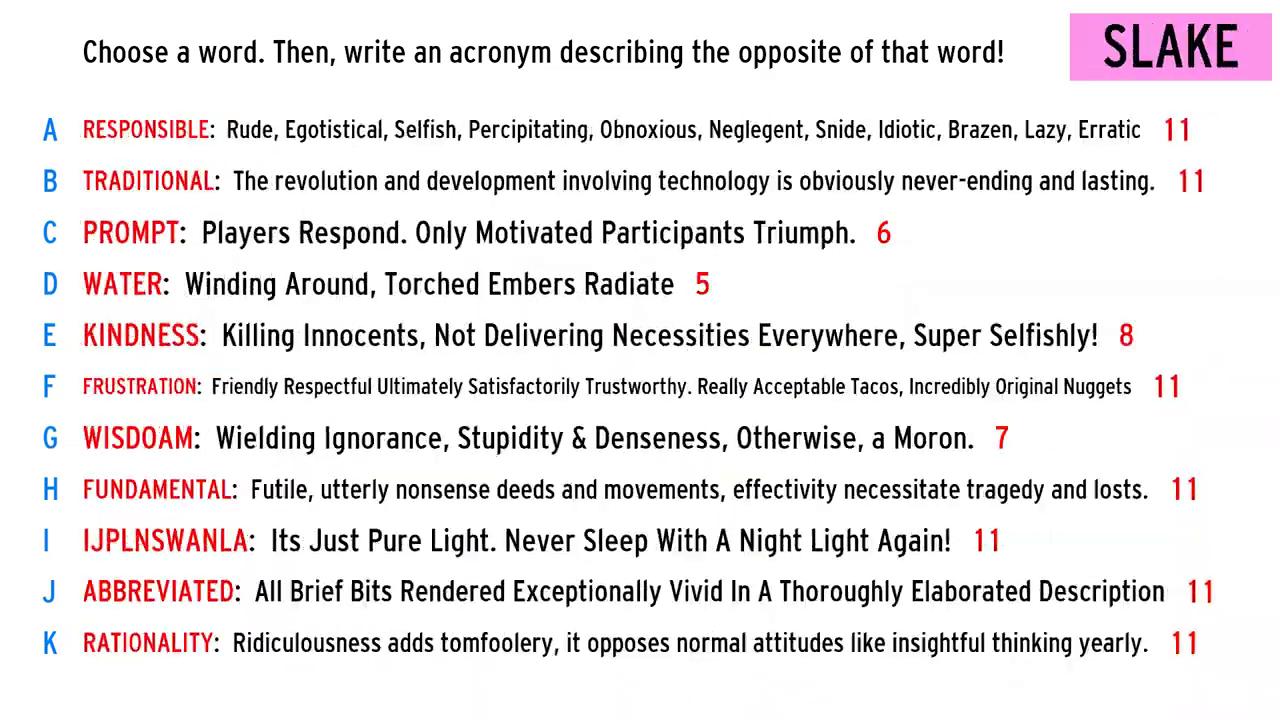 Choose a word. Then, write an acronym describing the opposite of that word!
SLAKE
A RESPONSIBLE: Rude, Egotistical, Selfish, Percipitating, Obnoxious, Neglegent, Snide, Idiotic, Brazen, Lazy, Erratic 11
B TRADITIONAL: The revolution and development involving technology is obviously never-ending and lasting. 11
C PROMPT: Players Respond. Only Motivated Participants Triumph. 6
D WATER: Winding Around, Torched Embers Radiate 5
E KINDNESS: Killing Innocents, Not Delivering Necessities Everywhere, Super Selfishly! 8
F FRUSTRATION: Friendly Respectful Ultimately Satisfactorily Trustworthy. Really Acceptable Tacos, Incredibly Original Nuggets 11
G WISDOAM: Wielding Ignorance, Stupidity & Denseness, Otherwise, a Moron. 7
H FUNDAMENTAL: Futile, utterly nonsense deeds and movements, effectivity necessitate tragedy and losts. 11
I IJPLNSWANLA: Its Just Pure Light. Never Sleep With A Night Light Again! 11
J ABBREVIATED: All Brief Bits Rendered Exceptionally Vivid In A Thoroughly Elaborated Description 11
K RATIONALITY: Ridiculousness adds tomfoolery, it opposes normal attitudes like insightful thinking yearly. 11